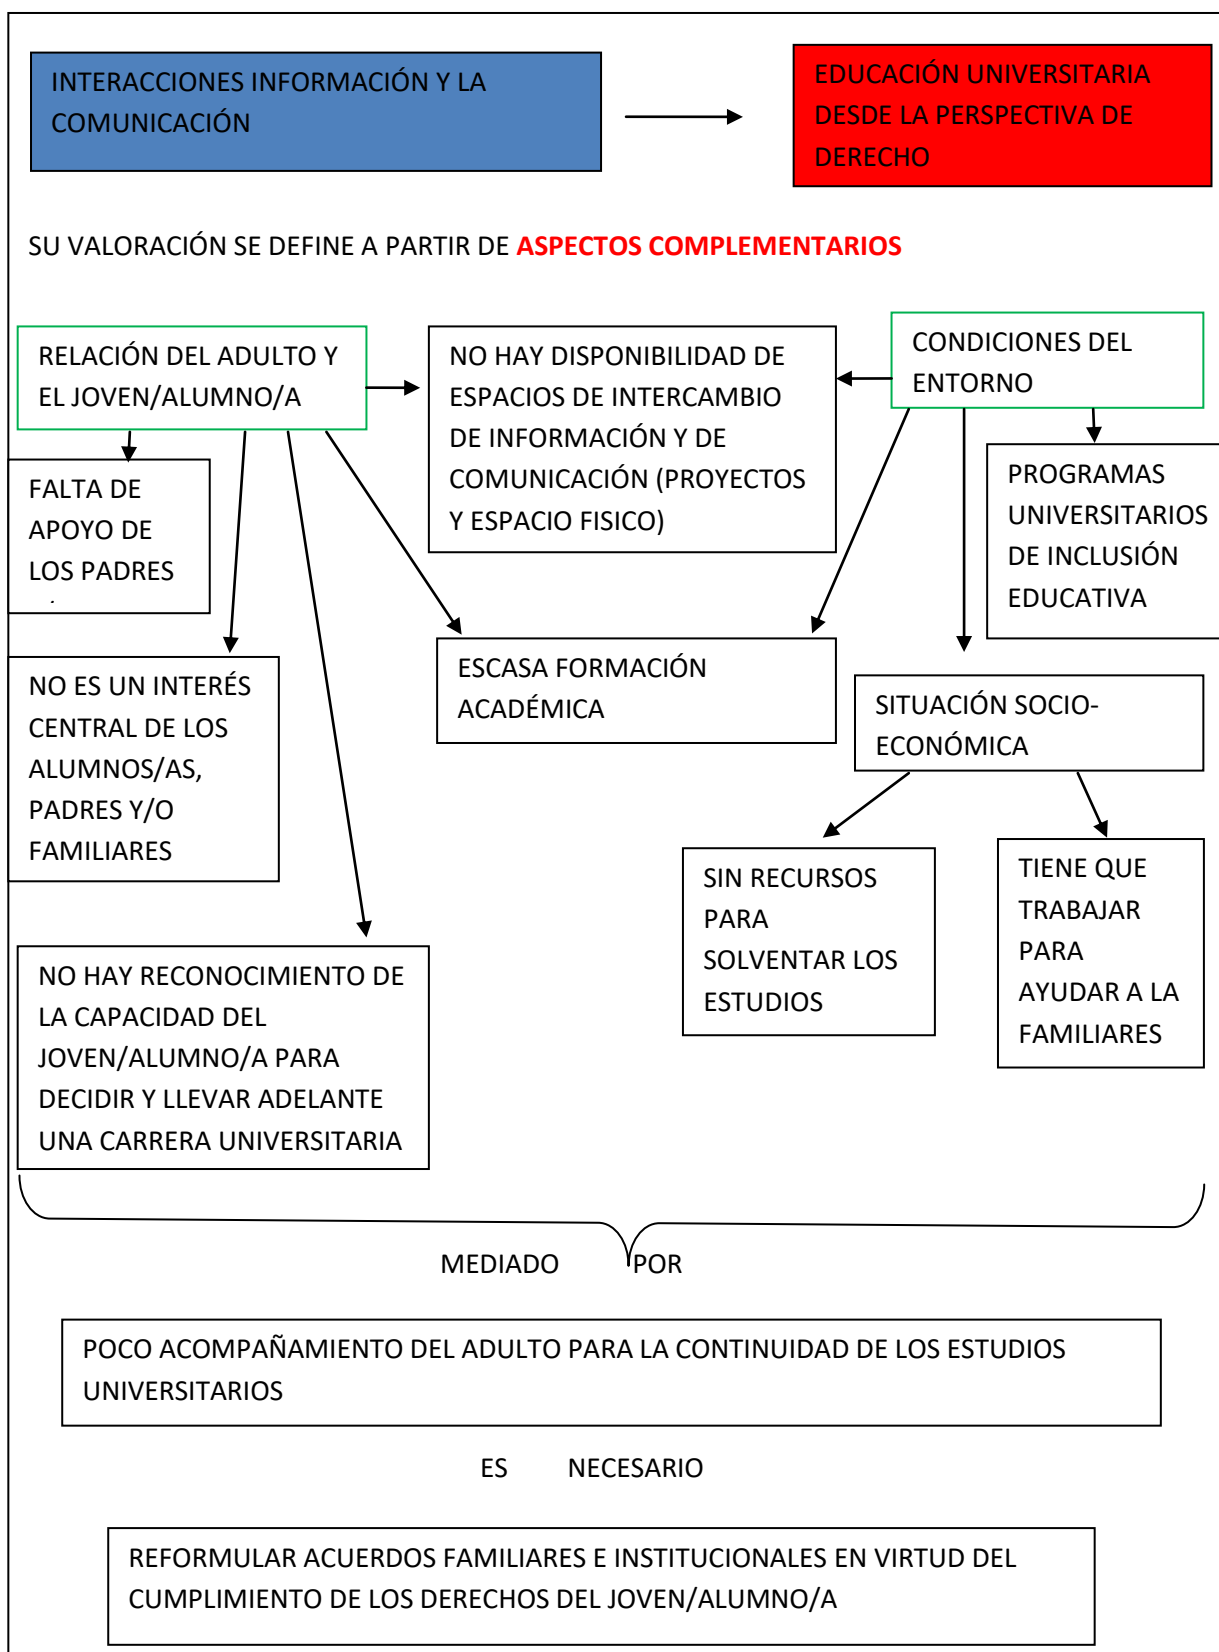 INTERACCIONES INFORMACIÓN Y LA
COMUNICACIÓN
EDUCACIÓN UNIVERSITARIA
DESDE LA PERSPECTIVA DE
DERECHO
SU VALORACIÓN SE DEFINE A PARTIR DE ASPECTOS COMPLEMENTARIOS
RELACIÓN DEL ADULTO Y
EL JOVEN/ALUMNO/A
NO HAY DISPONIBILIDAD DE
ESPACIOS DE INTERCAMBIO
DE INFORMACIÓN Y DE
COMUNICACIÓN (PROYECTOS
Y ESPACIO FISICO)
CONDICIONES DEL
ENTORNO
FALTA DE
APOYO DE
LOS PADRES
PROGRAMAS
UNIVERSITARIOS
DE INCLUSIÓN
EDUCATIVA
NO ES UN INTERÉS
CENTRAL DE LOS
ALUMNOS/AS,
PADRES Y/O
FAMILIARES
ESCASA FORMACIÓN
ACADÉMICA
SITUACIÓN SOCIO-
ECONÓMICA
SIN RECURSOS
PARA
SOLVENTAR LOS
ESTUDIOS
TIENE QUE
TRABAJAR
PARA
AYUDAR A LA
FAMILIARES
NO HAY RECONOCIMIENTO DE
LA CAPACIDAD DEL
JOVEN/ALUMNO/A PARA
DECIDIR Y LLEVAR ADELANTE
UNA CARRERA UNIVERSITARIA
MEDIADO POR
POCO ACOMPAÑAMIENTO DEL ADULTO PARA LA CONTINUIDAD DE LOS ESTUDIOS
UNIVERSITARIOS
ES NECESARIO
REFORMULAR ACUERDOS FAMILIARES E INSTITUCIONALES EN VIRTUD DEL
CUMPLIMIENTO DE LOS DERECHOS DEL JOVEN/ALUMNO/A